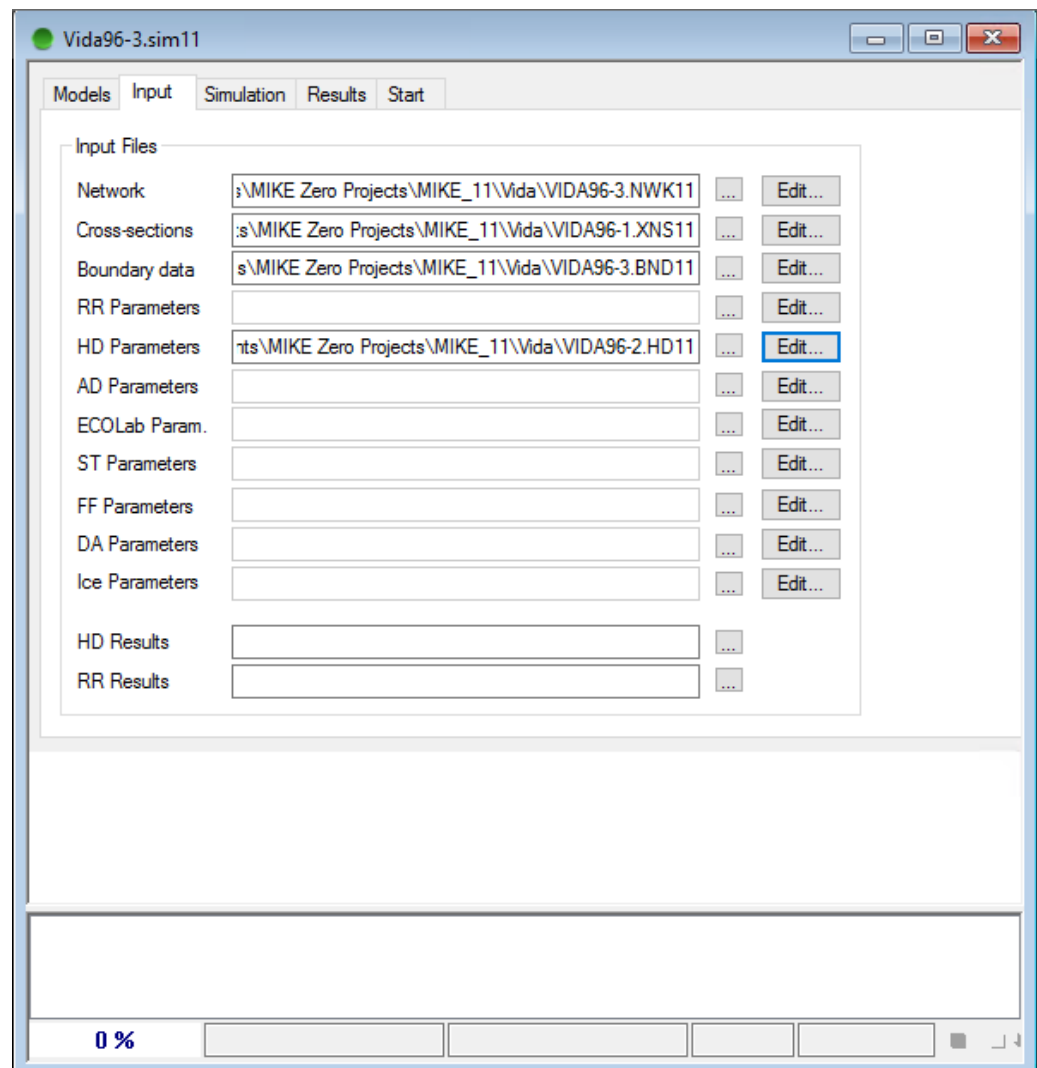 Vida96-3.sim11
Models Input Simulation Results Start
Input Files
Network s\MIKE Zero Projects\MIKE_11\Vida\VIDA96-3.NWK11 ... Edit...
Cross-sections :s\MIKE Zero Projects\MIKE_11\Vida\VIDA96-1.XNS11 ... Edit...
Boundary data s\MIKE Zero Projects\MIKE_11\Vida\VIDA96-3.BND11 ... Edit...
RR Parameters ... Edit...
HD Parameters nts\MIKE Zero Projects\MIKE_11\Vida\VIDA96-2.HD11 ... Edit...
AD Parameters ... Edit...
ECOLab Param. ... Edit...
ST Parameters ... Edit...
FF Parameters ... Edit...
DA Parameters ... Edit...
Ice Parameters ... Edit...
HD Results ...
RR Results ...
0 %